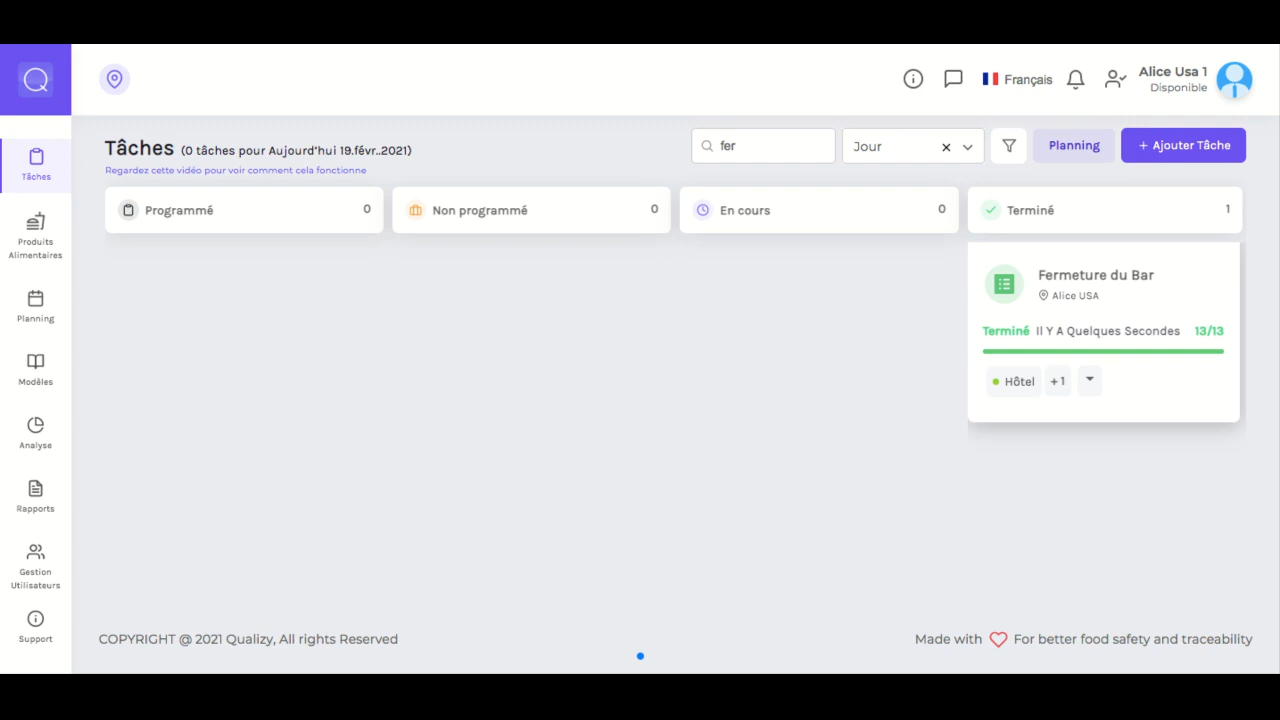 Q
Français
Alice Usa 1
Disponible
Tâches (0 tâches pour Aujourd'hui 19.févr..2021)
Regardez cette vidéo pour voir comment cela fonctionne
fer
Jour
Planning
+ Ajouter Tâche
Programmé 0
Non programmé 0
En cours 0
Terminé 1
Fermeture du Bar
Alice USA
Terminé Il Y A Quelques Secondes 13/13
Hôtel +1
Tâches
Produits
Alimentaires
Planning
Modèles
Analyse
Rapports
Gestion
Utilisateurs
Support
COPYRIGHT @ 2021 Qualizy, All rights Reserved
Made with For better food safety and traceability